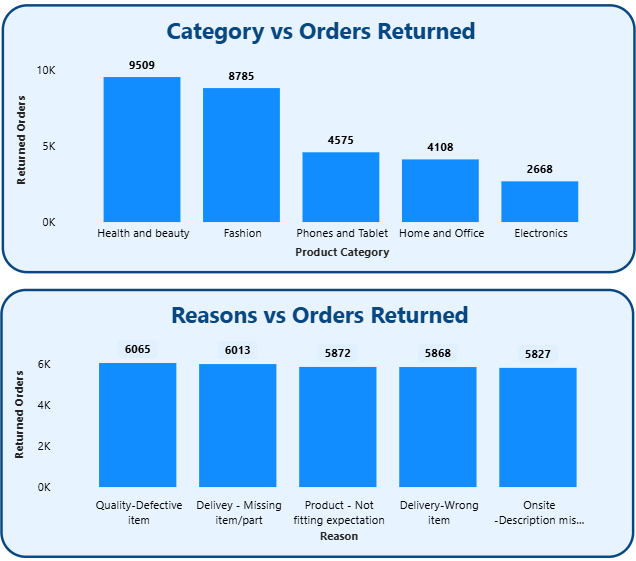 Category vs Orders Returned
10K
5K
0K
Returned Orders
9509
8785
4575
4108
2668
Health and beauty
Fashion
Phones and Tablet
Home and Office
Electronics
Product Category
Reasons vs Orders Returned
6K
4K
2K
0K
Returned Orders
6065
6013
5872
5868
5827
Quality-Defective
item
Delivey - Missing
item/part
Product - Not
fitting expectation
Delivery-Wrong
item
Onsite
-Description mis...
Reason